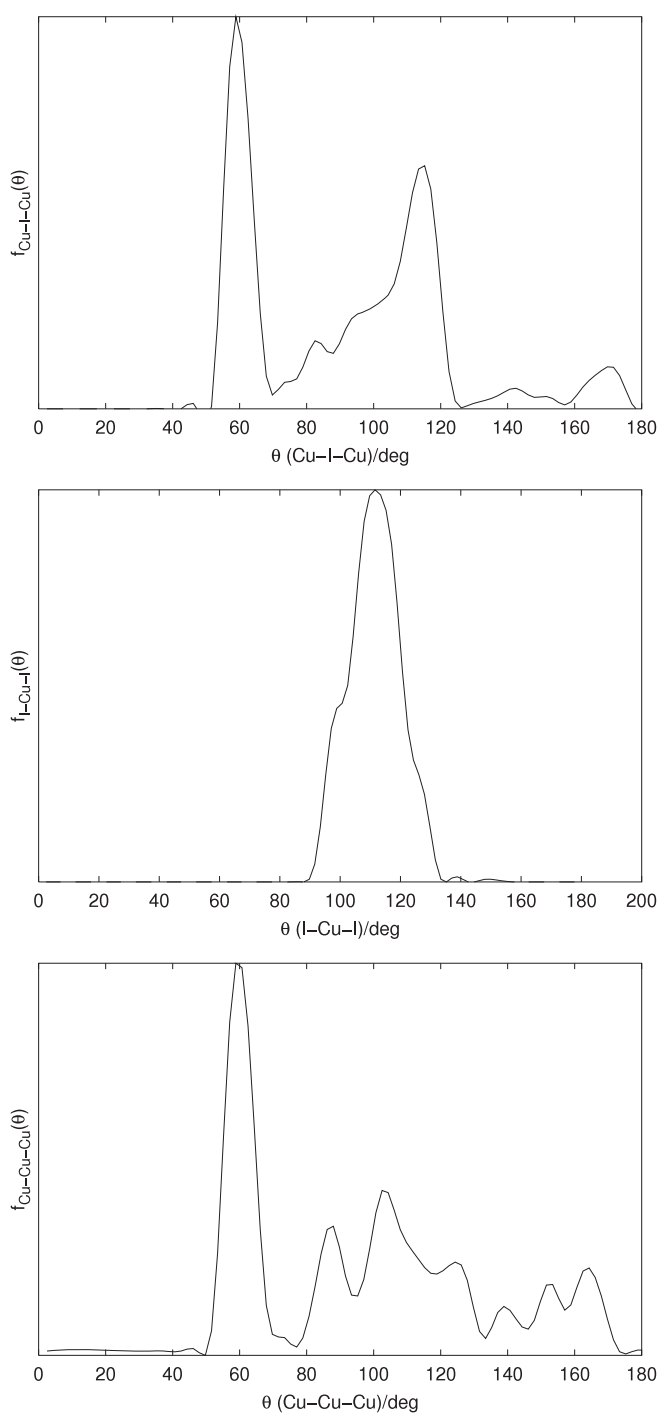 f_Cu−I−Cu(θ)
0 20 40 60 80 100 120 140 160 180
θ (Cu−I−Cu)/deg
f_I−Cu−I(θ)
0 20 40 60 80 100 120 140 160 180 200
θ (I−Cu−I)/deg
f_Cu−Cu−Cu(θ)
0 20 40 60 80 100 120 140 160 180
θ (Cu−Cu−Cu)/deg